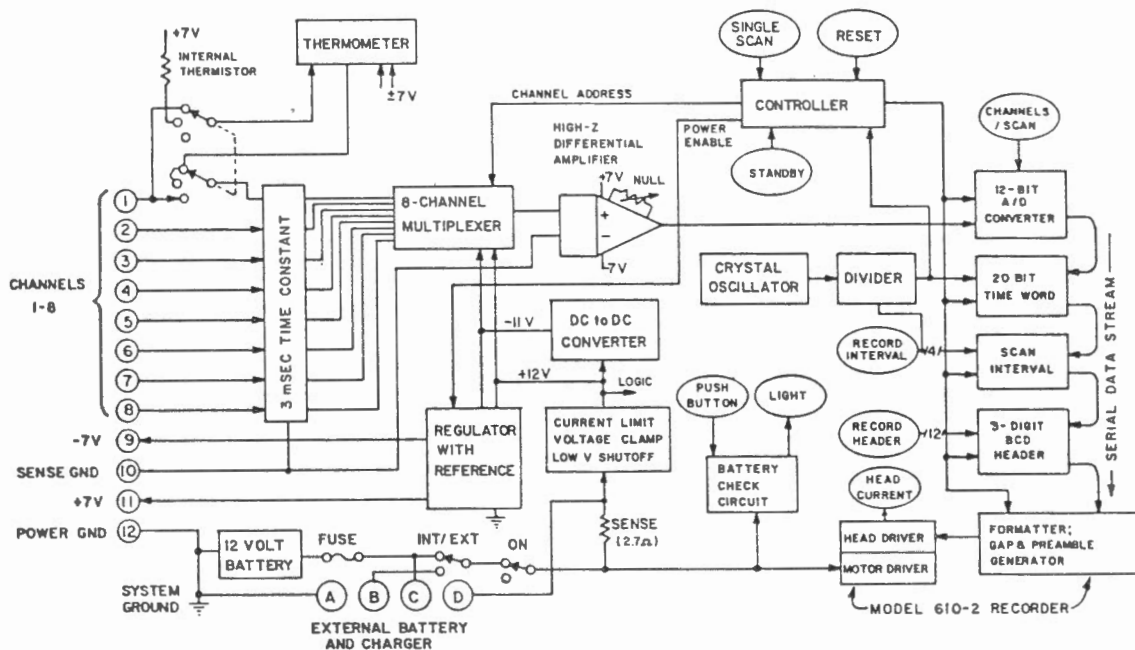 +7V
INTERNAL
THERMISTOR
THERMOMETER
±7V
SINGLE
SCAN
RESET
CONTROLLER
CHANNEL ADDRESS
POWER
ENABLE
STANDBY
CHANNELS
/ SCAN
HIGH-Z
DIFFERENTIAL
AMPLIFIER
+7V
NULL
+
−
-7V
8-CHANNEL
MULTIPLEXER
12-BIT
A/D
CONVERTER
CHANNELS
1-8
1
2
3
4
5
6
7
8
3 mSEC TIME CONSTANT
CRYSTAL
OSCILLATOR
DIVIDER
20 BIT
TIME WORD
SERIAL DATA STREAM
-11V
DC to DC
CONVERTER
RECORD
INTERVAL
4
SCAN
INTERVAL
+12V
LOGIC
PUSH
BUTTON
LIGHT
-7V
9
SENSE GND
10
+7V
11
POWER GND
12
REGULATOR
WITH
REFERENCE
CURRENT LIMIT
VOLTAGE CLAMP
LOW V SHUTOFF
BATTERY
CHECK
CIRCUIT
RECORD
HEADER
12
3-DIGIT
BCD
HEADER
HEAD
CURRENT
SENSE
(2.7Ω)
12 VOLT
BATTERY
FUSE
INT/ EXT
ON
HEAD DRIVER
MOTOR DRIVER
FORMATTER;
GAP & PREAMBLE
GENERATOR
SYSTEM
GROUND
A
B
C
D
MODEL 610-2 RECORDER
EXTERNAL BATTERY
AND CHARGER